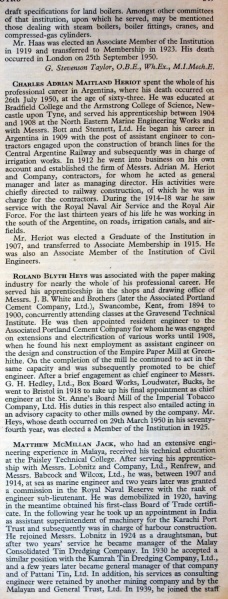 draft specifications for land boilers. Amongst other committees
of that institution, upon which he served, may be mentioned
those dealing with steam boilers, boiler fittings, cranes, and
compressed-gas cylinders.
Mr. Haas was elected an Associate Member of the Institution
in 1919 and transferred to Membership in 1923. His death
occurred in London on 25th September 1950.
G. Stevenson Taylor, O.B.E., Wh.Ex., M.I.Mech.E.
CHARLES ADRIAN MAITLAND HERIOT spent the whole of his
professional career in Argentina, where his death occurred on
26th July 1950, at the age of sixty-three. He was educated at
Bradfield College and the Armstrong College of Science, New-
castle upon Tyne, and served his apprenticeship between 1904
and 1908 at the North Eastern Marine Engineering Works and
with Messrs. Bot and Stennett, Ltd. He began his career in
Argentina in 1909 with the post of assistant engineer to con-
tractors engaged upon the construction of branch lines for the
Central Argentine Railway and subsequently was in charge of
irrigation works. In 1912 he went into business on his own
account and established the firm of Messrs. Adrian M. Heriot
and Company, contractors, for whom he acted as general
manager and later as managing director. His activities were
chiefly directed to railway construction, of which he was in
charge for the contractors. During the 1914–18 war he saw
service with the Royal Naval Air Service and the Royal Air
Force. For the last thirteen years of his life he was working in
the south of the Argentine, on roads, irrigation canals, and air-
fields.
Mr. Heriot was elected a Graduate of the Institution in
1907, and transferred to Associate Membership in 1915. He
was also an Associate Member of the Institution of Civil
Engineers.
ROLAND BLYTH HEYS was associated with the paper making
industry for nearly the whole of his professional career. He
served his apprenticeship in the shops and drawing office of
Messrs. J. B. White and Brothers (later the Associated Portland
Cement Company, Ltd.), Swanscombe, Kent, from 1894 to
1900, concurrently attending classes at the Gravesend Technical
Institute. He was then appointed resident engineer to the
Associated Portland Cement Company for whom he was engaged
on extensions and electrification of various works until 1908,
when he found his next employment as assistant engineer on
the design and construction of the Empire Paper Mill at Green-
hithe. On the completion of the mill he continued to act in the
same capacity and was subsequently promoted to be chief
engineer. After a brief engagement as chief engineer to Messrs.
G. H. Hedley, Ltd., Box Board Works, Loudwater, Bucks, he
went to Bristol in 1918 to take up his final appointment as chief
engineer at the St. Anne's Board Mill of the Imperial Tobacco
Company, Ltd. His duties in this respect also entailed acting in
an advisory capacity to other mills owned by the company. Mr.
Heys, whose death occurred on 29th March 1950 in his seventy-
fourth year, was elected a Member of the Institution in 1925.
MATTHEW MCMILLAN JACK, who had an extensive engi-
neering experience in Malaya, received his technical education
at the Paisley Technical College. After serving his apprentice-
ship with Messrs. Lobnitz and Company, Ltd., Renfrew, and
Messrs. Babcock and Wilcox, Ltd., he was, between 1907 and
1914, at sea as marine engineer and two years later was granted
a commission in the Royal Naval Reserve with the rank of
engineer sub-lieutenant. He was demobilized in 1920, having
in the meantime obtained his first-class Board of Trade certifi-
cate. In the following year he took up an appointment in India
as assistant superintendent of machinery for the Karachi Port
Trust and subsequently was in charge of harbour construction.
He rejoined Messrs. Lobnitz in 1924 as a draughtsman, but
after two years' service he became manager of the Malay
Consolidated Tin Dredging Company. In 1930 he accepted a
similar position with the Kamrah Tin Dredging Company, Ltd.,
and a few years later became general manager of that company
and of Pattani Tin, Ltd. In addition, his services as consulting
engineer were retained by another mining company and by the
Malayan and General Trust, Ltd. In 1939, he joined the staff